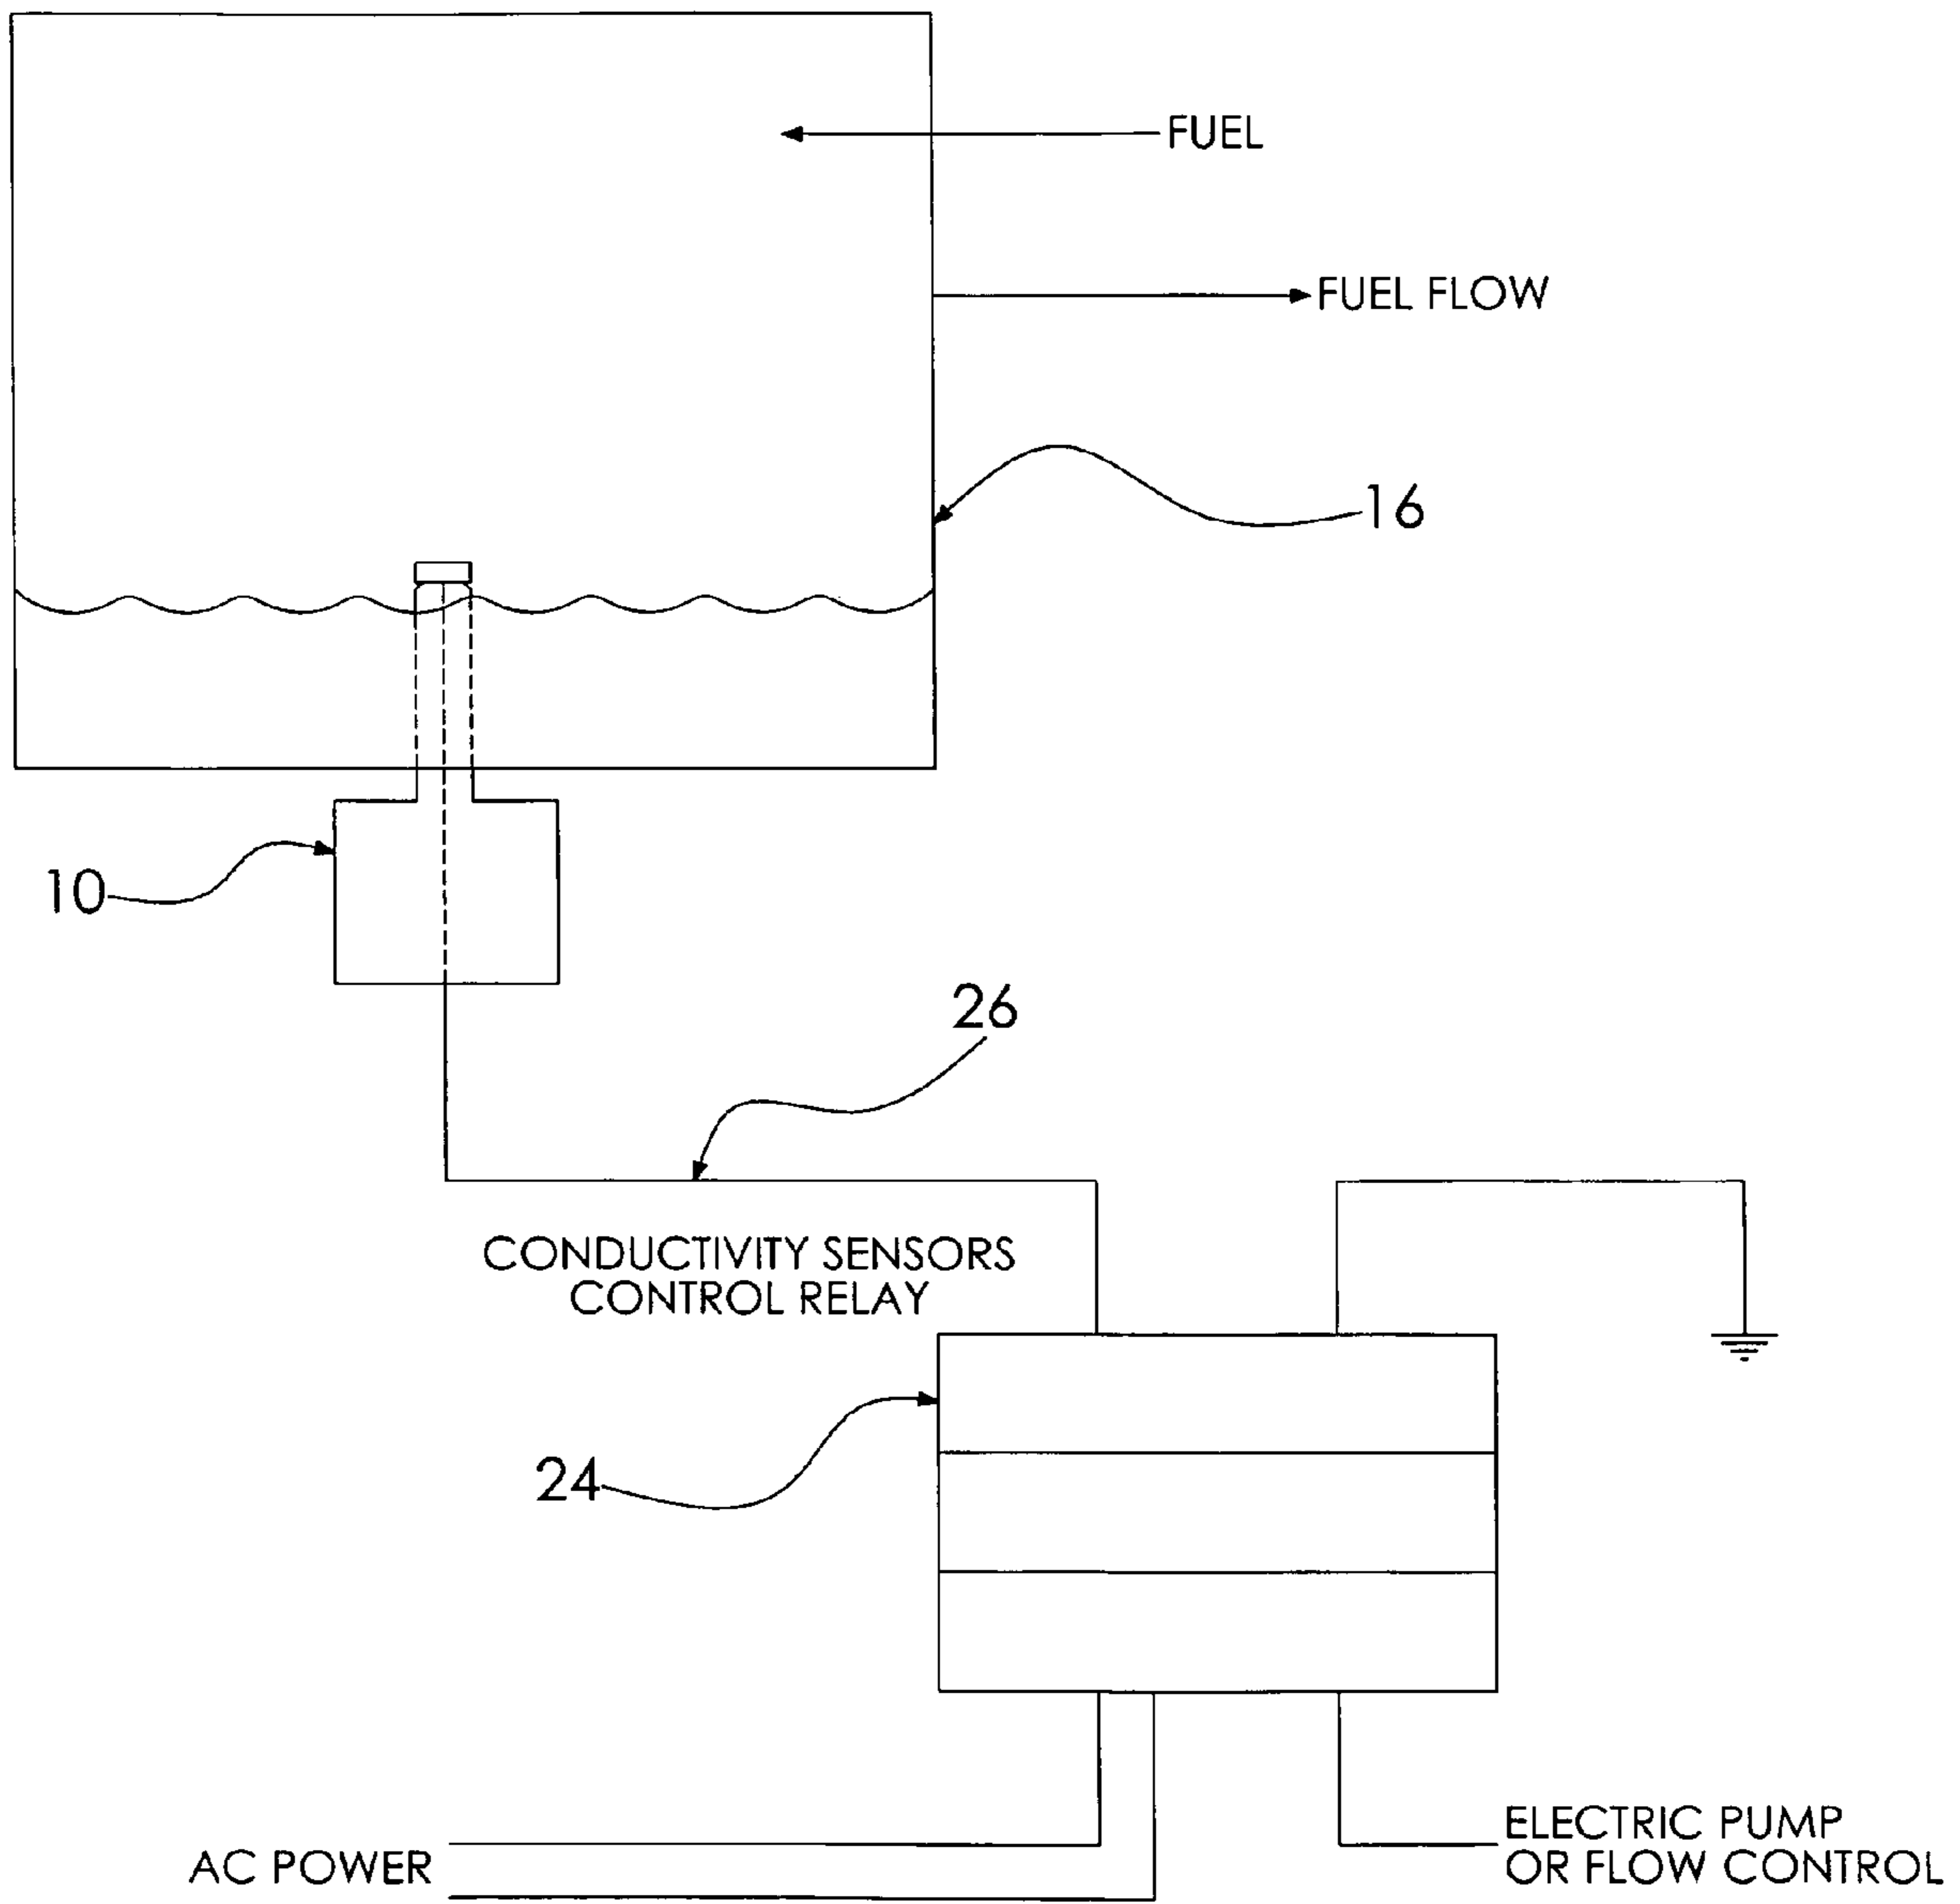 FUEL
FUEL FLOW
16
10
26
CONDUCTIVITY SENSORS
CONTROL RELAY
24
ELECTRIC PUMP
OR FLOW CONTROL
AC POWER